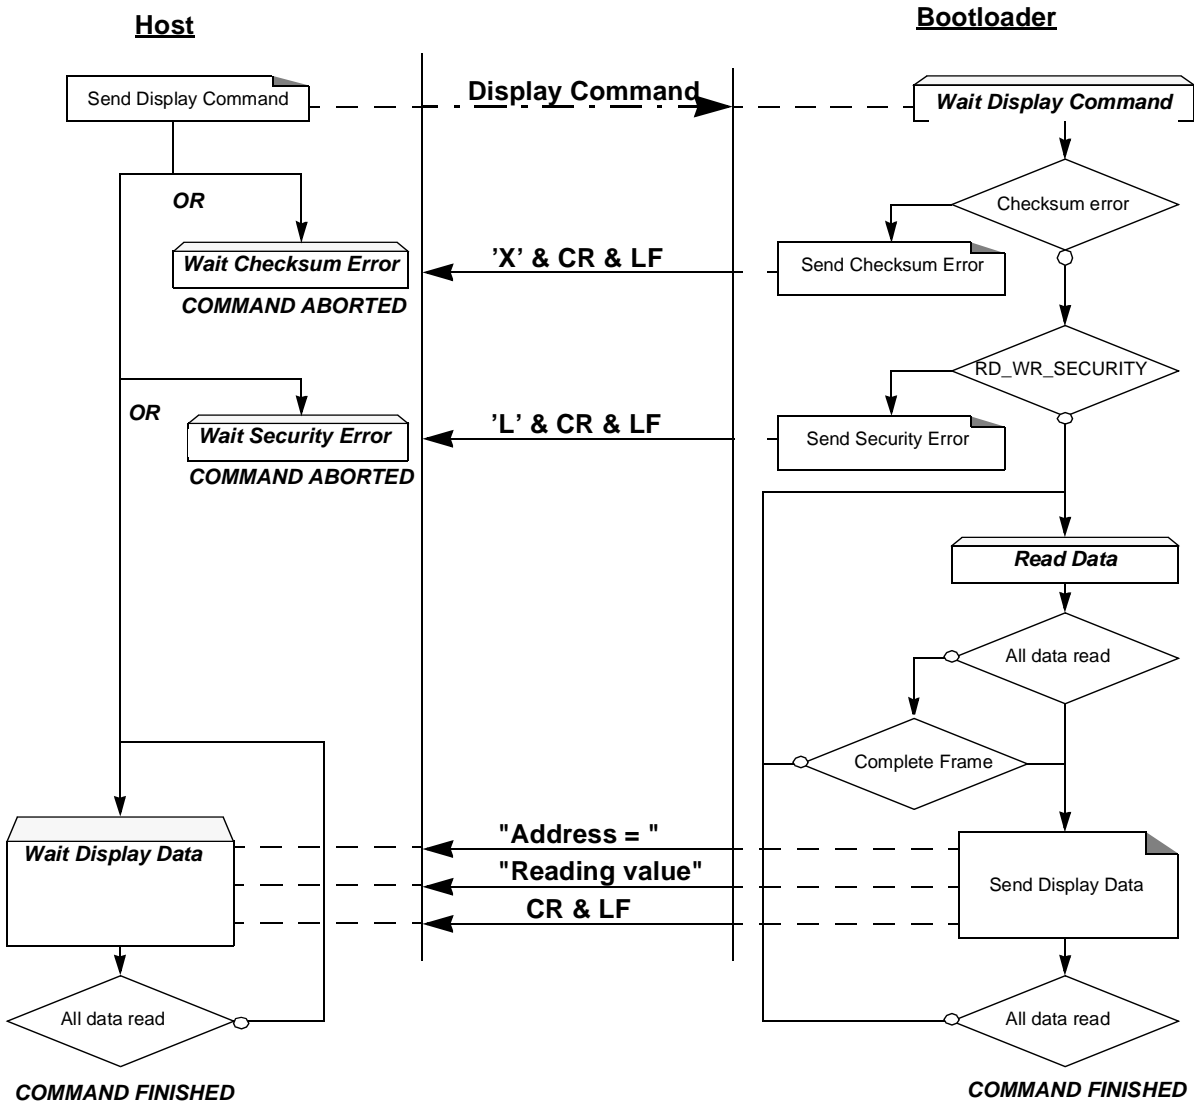 Host
Bootloader
Send Display Command
Display Command
Wait Display Command
OR
Checksum error
Wait Checksum Error
’X’ & CR & LF
Send Checksum Error
COMMAND ABORTED
RD_WR_SECURITY
OR
Wait Security Error
’L’ & CR & LF
Send Security Error
COMMAND ABORTED
Read Data
All data read
Complete Frame
Wait Display Data
"Address = "
"Reading value"
CR & LF
Send Display Data
All data read
All data read
COMMAND FINISHED
COMMAND FINISHED